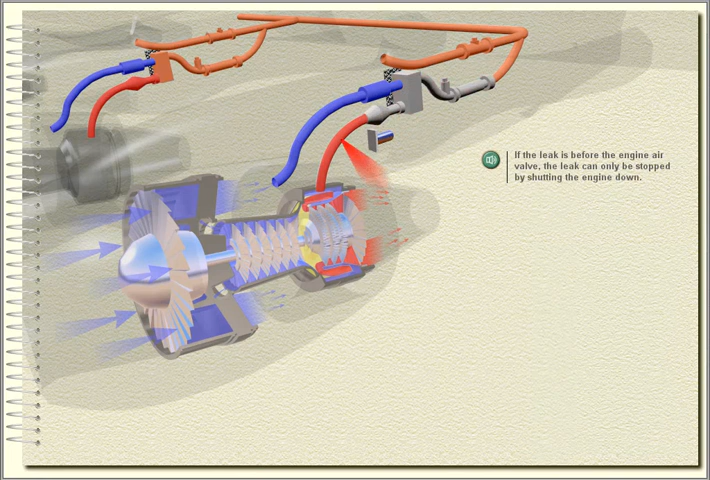 If the leak is before the engine air
valve, the leak can only be stopped
by shutting the engine down.